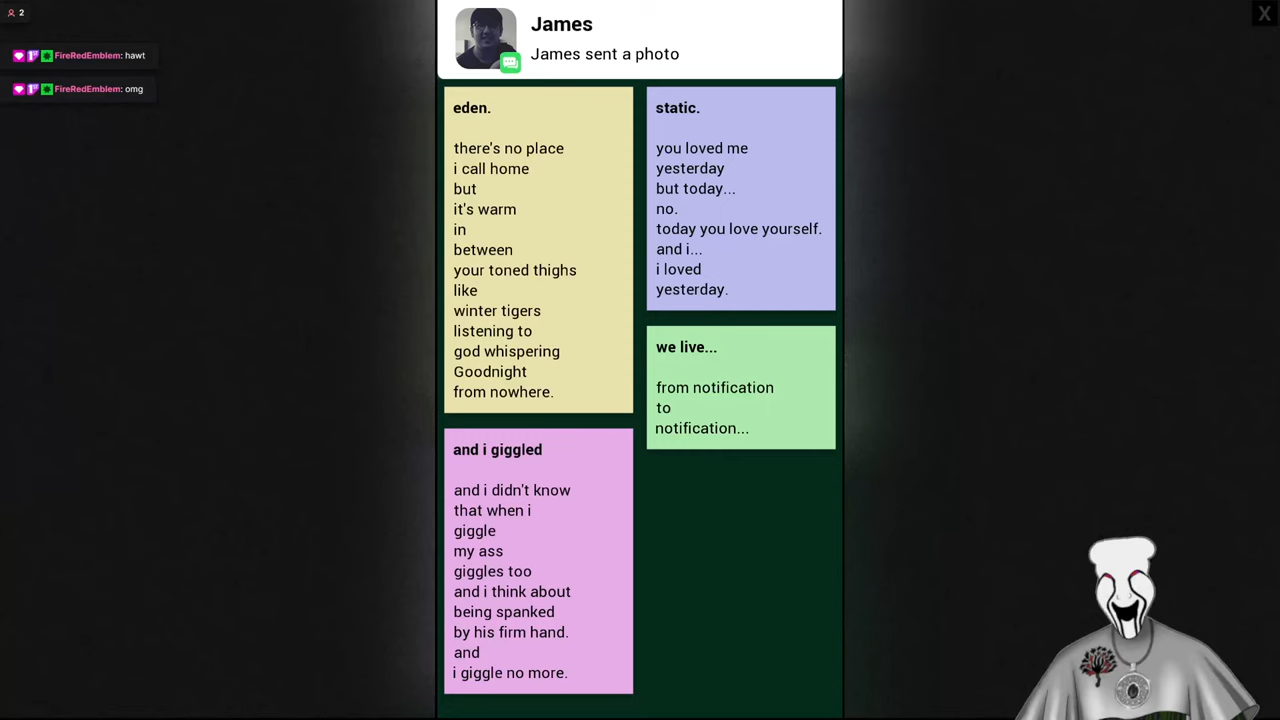 2
FireRedEmblem: hawt
FireRedEmblem: omg
X
James
James sent a photo
eden.
there's no place
i call home
but
it's warm
in
between
your toned thighs
like
winter tigers
listening to
god whispering
Goodnight
from nowhere.
and i giggled
and i didn't know
that when i
giggle
my ass
giggles too
and i think about
being spanked
by his firm hand.
and
i giggle no more.
static.
you loved me
yesterday
but today...
no.
today you love yourself.
and i...
i loved
yesterday.
we live...
from notification
to
notification...